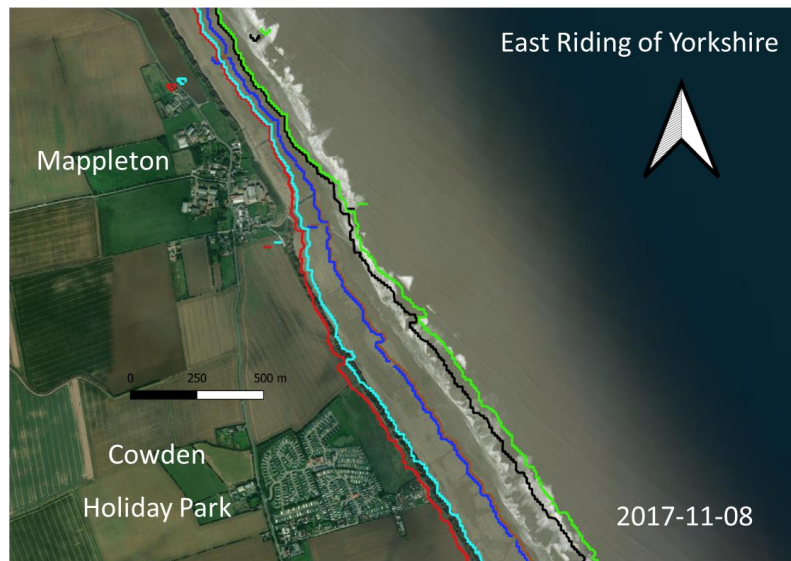 East Riding of Yorkshire
Mappleton
0 250 500 m
Cowden
Holiday Park
2017-11-08